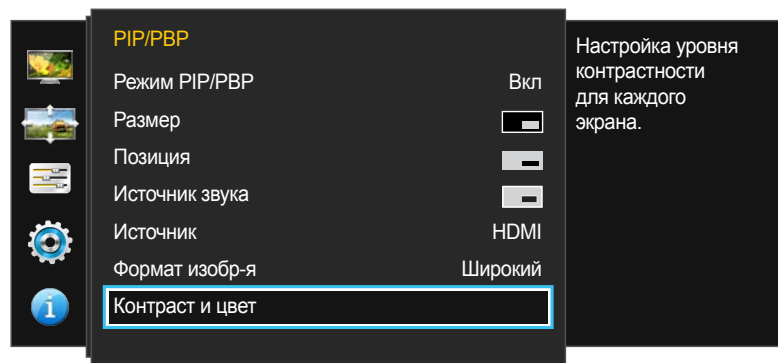 PIP/PBP
Режим PIP/PBP Вкл
Размер
Позиция
Источник звука
Источник HDMI
Формат изобр-я Широкий
Контраст и цвет
Настройка уровня
контрастности
для каждого
экрана.